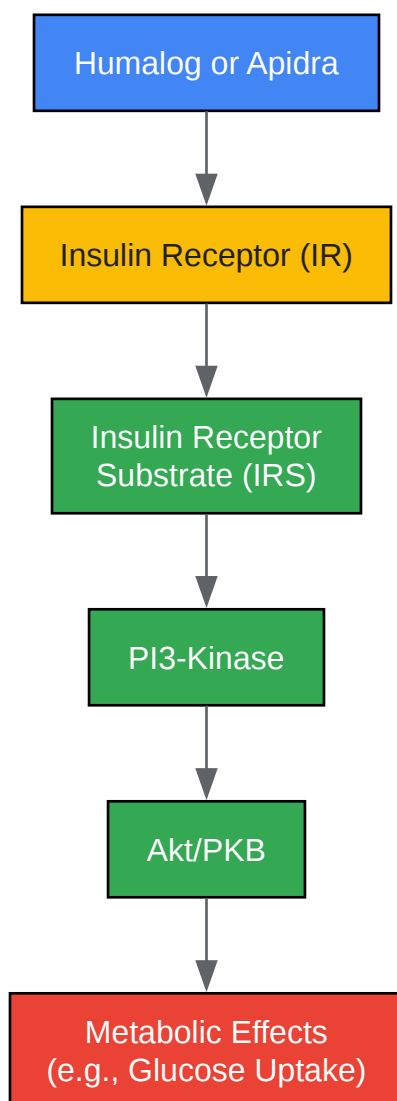 Humalog or Apidra
Insulin Receptor (IR)
Insulin Receptor
Substrate (IRS)
PI3-Kinase
Akt/PKB
Metabolic Effects
(e.g., Glucose Uptake)